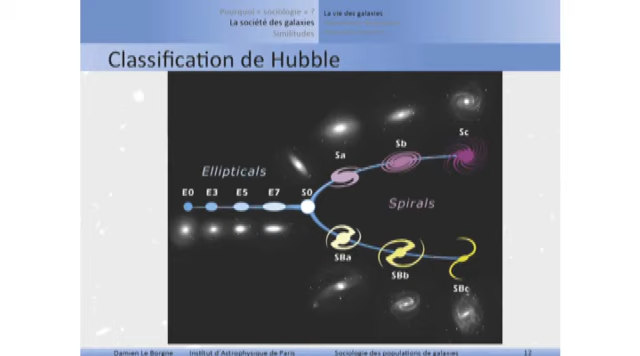 Pourquoi « sociologie » ?
La société des galaxies
Similitudes
La vie des galaxies
Classification de Hubble
Ellipticals
E0 E3 E5 E7 S0
Sa
Sb
Sc
Spirals
SBa
SBb
SBc
Damien Le Borgne Institut d'Astrophysique de Paris Sociologie des populations de galaxies 12